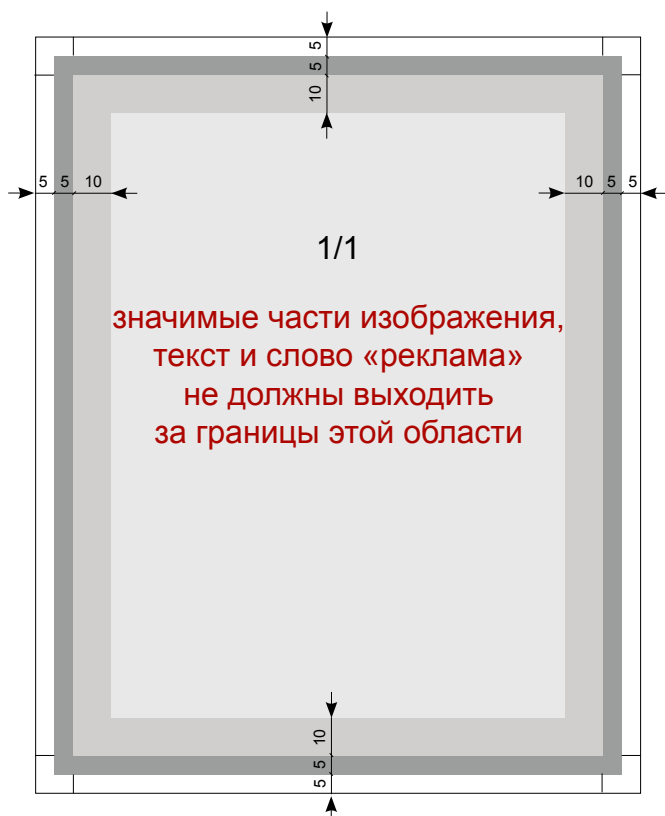 5
5
10
5 5 10
10 5 5
1/1
значимые части изображения,
текст и слово «реклама»
не должны выходить
за границы этой области
10
5
5